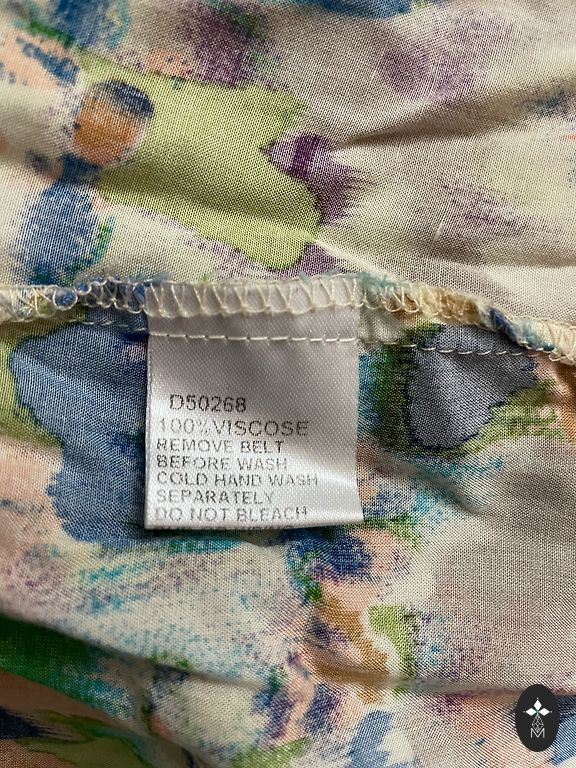 D50268
100%VISCOSE
REMOVE BELT
BEFORE WASH
COLD HAND WASH
SEPARATELY
DO NOT BLEACH
M